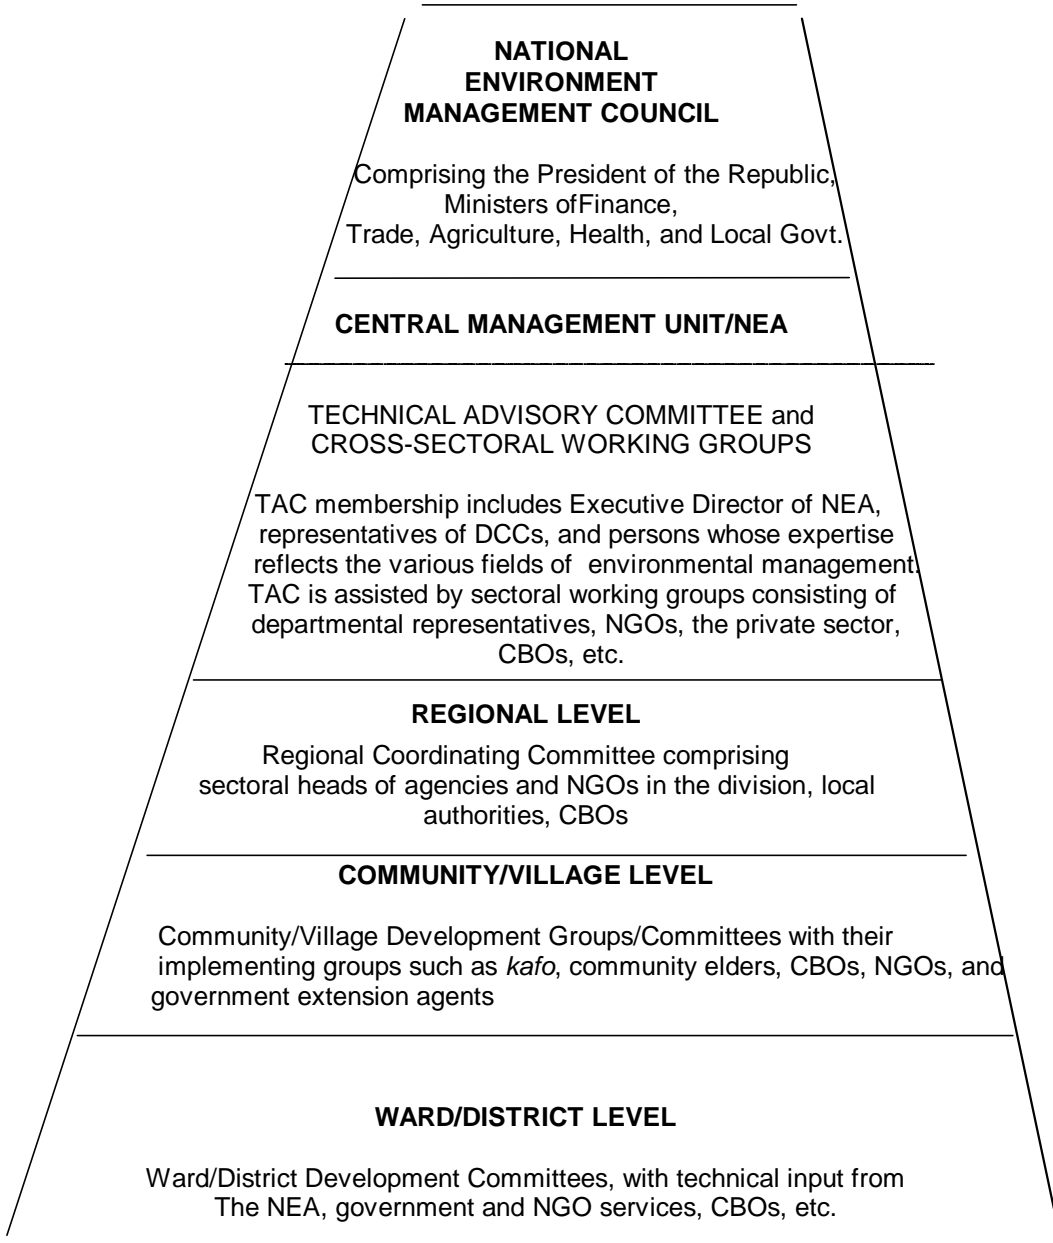 NATIONAL
ENVIRONMENT
MANAGEMENT COUNCIL
Comprising the President of the Republic,
Ministers ofFinance,
Trade, Agriculture, Health, and Local Govt.
CENTRAL MANAGEMENT UNIT/NEA
TECHNICAL ADVISORY COMMITTEE and
CROSS-SECTORAL WORKING GROUPS
TAC membership includes Executive Director of NEA,
representatives of DCCs, and persons whose expertise
reflects the various fields of environmental management.
TAC is assisted by sectoral working groups consisting of
departmental representatives, NGOs, the private sector,
CBOs, etc.
REGIONAL LEVEL
Regional Coordinating Committee comprising
sectoral heads of agencies and NGOs in the division, local
authorities, CBOs
COMMUNITY/VILLAGE LEVEL
Community/Village Development Groups/Committees with their
implementing groups such as kafo, community elders, CBOs, NGOs, and
government extension agents
WARD/DISTRICT LEVEL
Ward/District Development Committees, with technical input from
The NEA, government and NGO services, CBOs, etc.